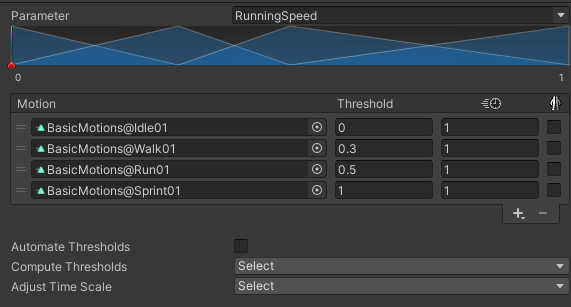 Parameter RunningSpeed
0 1
Motion Threshold
BasicMotions@Idle01 0 1
BasicMotions@Walk01 0.3 1
BasicMotions@Run01 0.5 1
BasicMotions@Sprint01 1 1
Automate Thresholds
Compute Thresholds Select
Adjust Time Scale Select